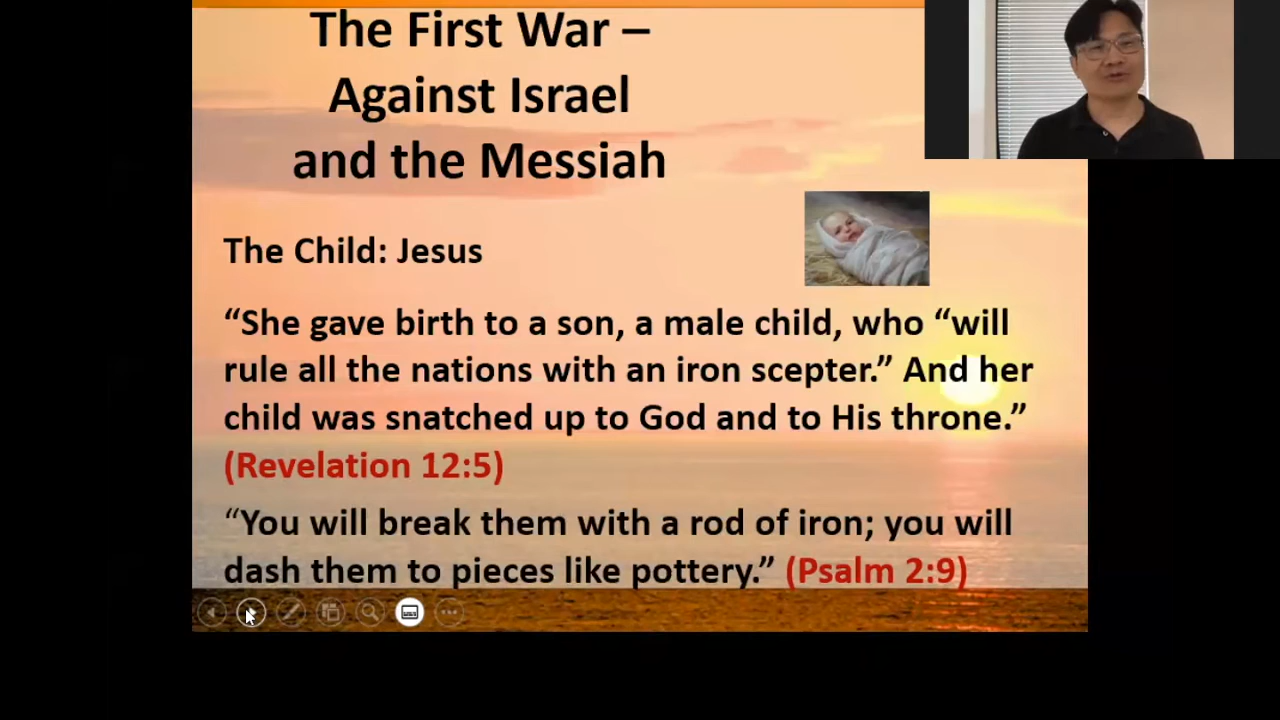 The First War –
Against Israel
and the Messiah
The Child: Jesus
“She gave birth to a son, a male child, who “will
rule all the nations with an iron scepter.” And her
child was snatched up to God and to His throne.”
(Revelation 12:5)
“You will break them with a rod of iron; you will
dash them to pieces like pottery.” (Psalm 2:9)